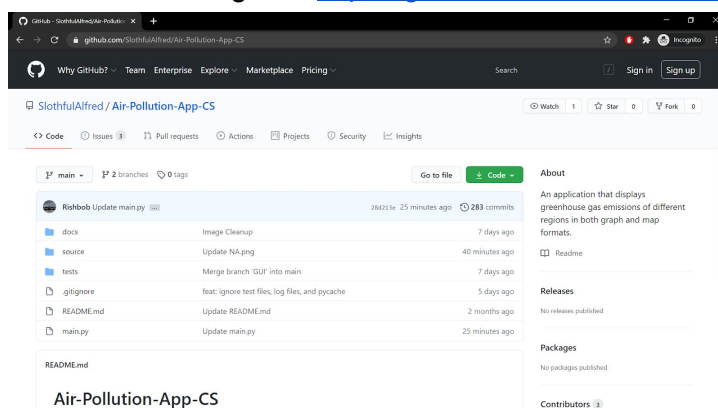 GitHub - SlothfulAlfred/Air-Pollution
github.com/SlothfulAlfred/Air-Pollution-App-CS
Incognito
Why GitHub? Team Enterprise Explore Marketplace Pricing Search / Sign in Sign up
SlothfulAlfred / Air-Pollution-App-CS
Watch 1 Star 0 Fork 0
Code Issues 3 Pull requests Actions Projects Security Insights
main 2 branches 0 tags Go to file Code
Rishbob Update main.py ... 28d213e 25 minutes ago 283 commits
docs Image Cleanup 7 days ago
source Update NA.png 40 minutes ago
tests Merge branch 'GUI' into main 7 days ago
.gitignore feat: ignore test files, log files, and pycache 5 days ago
README.md Update README.md 2 months ago
main.py Update main.py 25 minutes ago
README.md
Air-Pollution-App-CS
About
An application that displays
greenhouse gas emissions of different
regions in both graph and map
formats.
Readme
Releases
No releases published
Packages
No packages published
Contributors 3